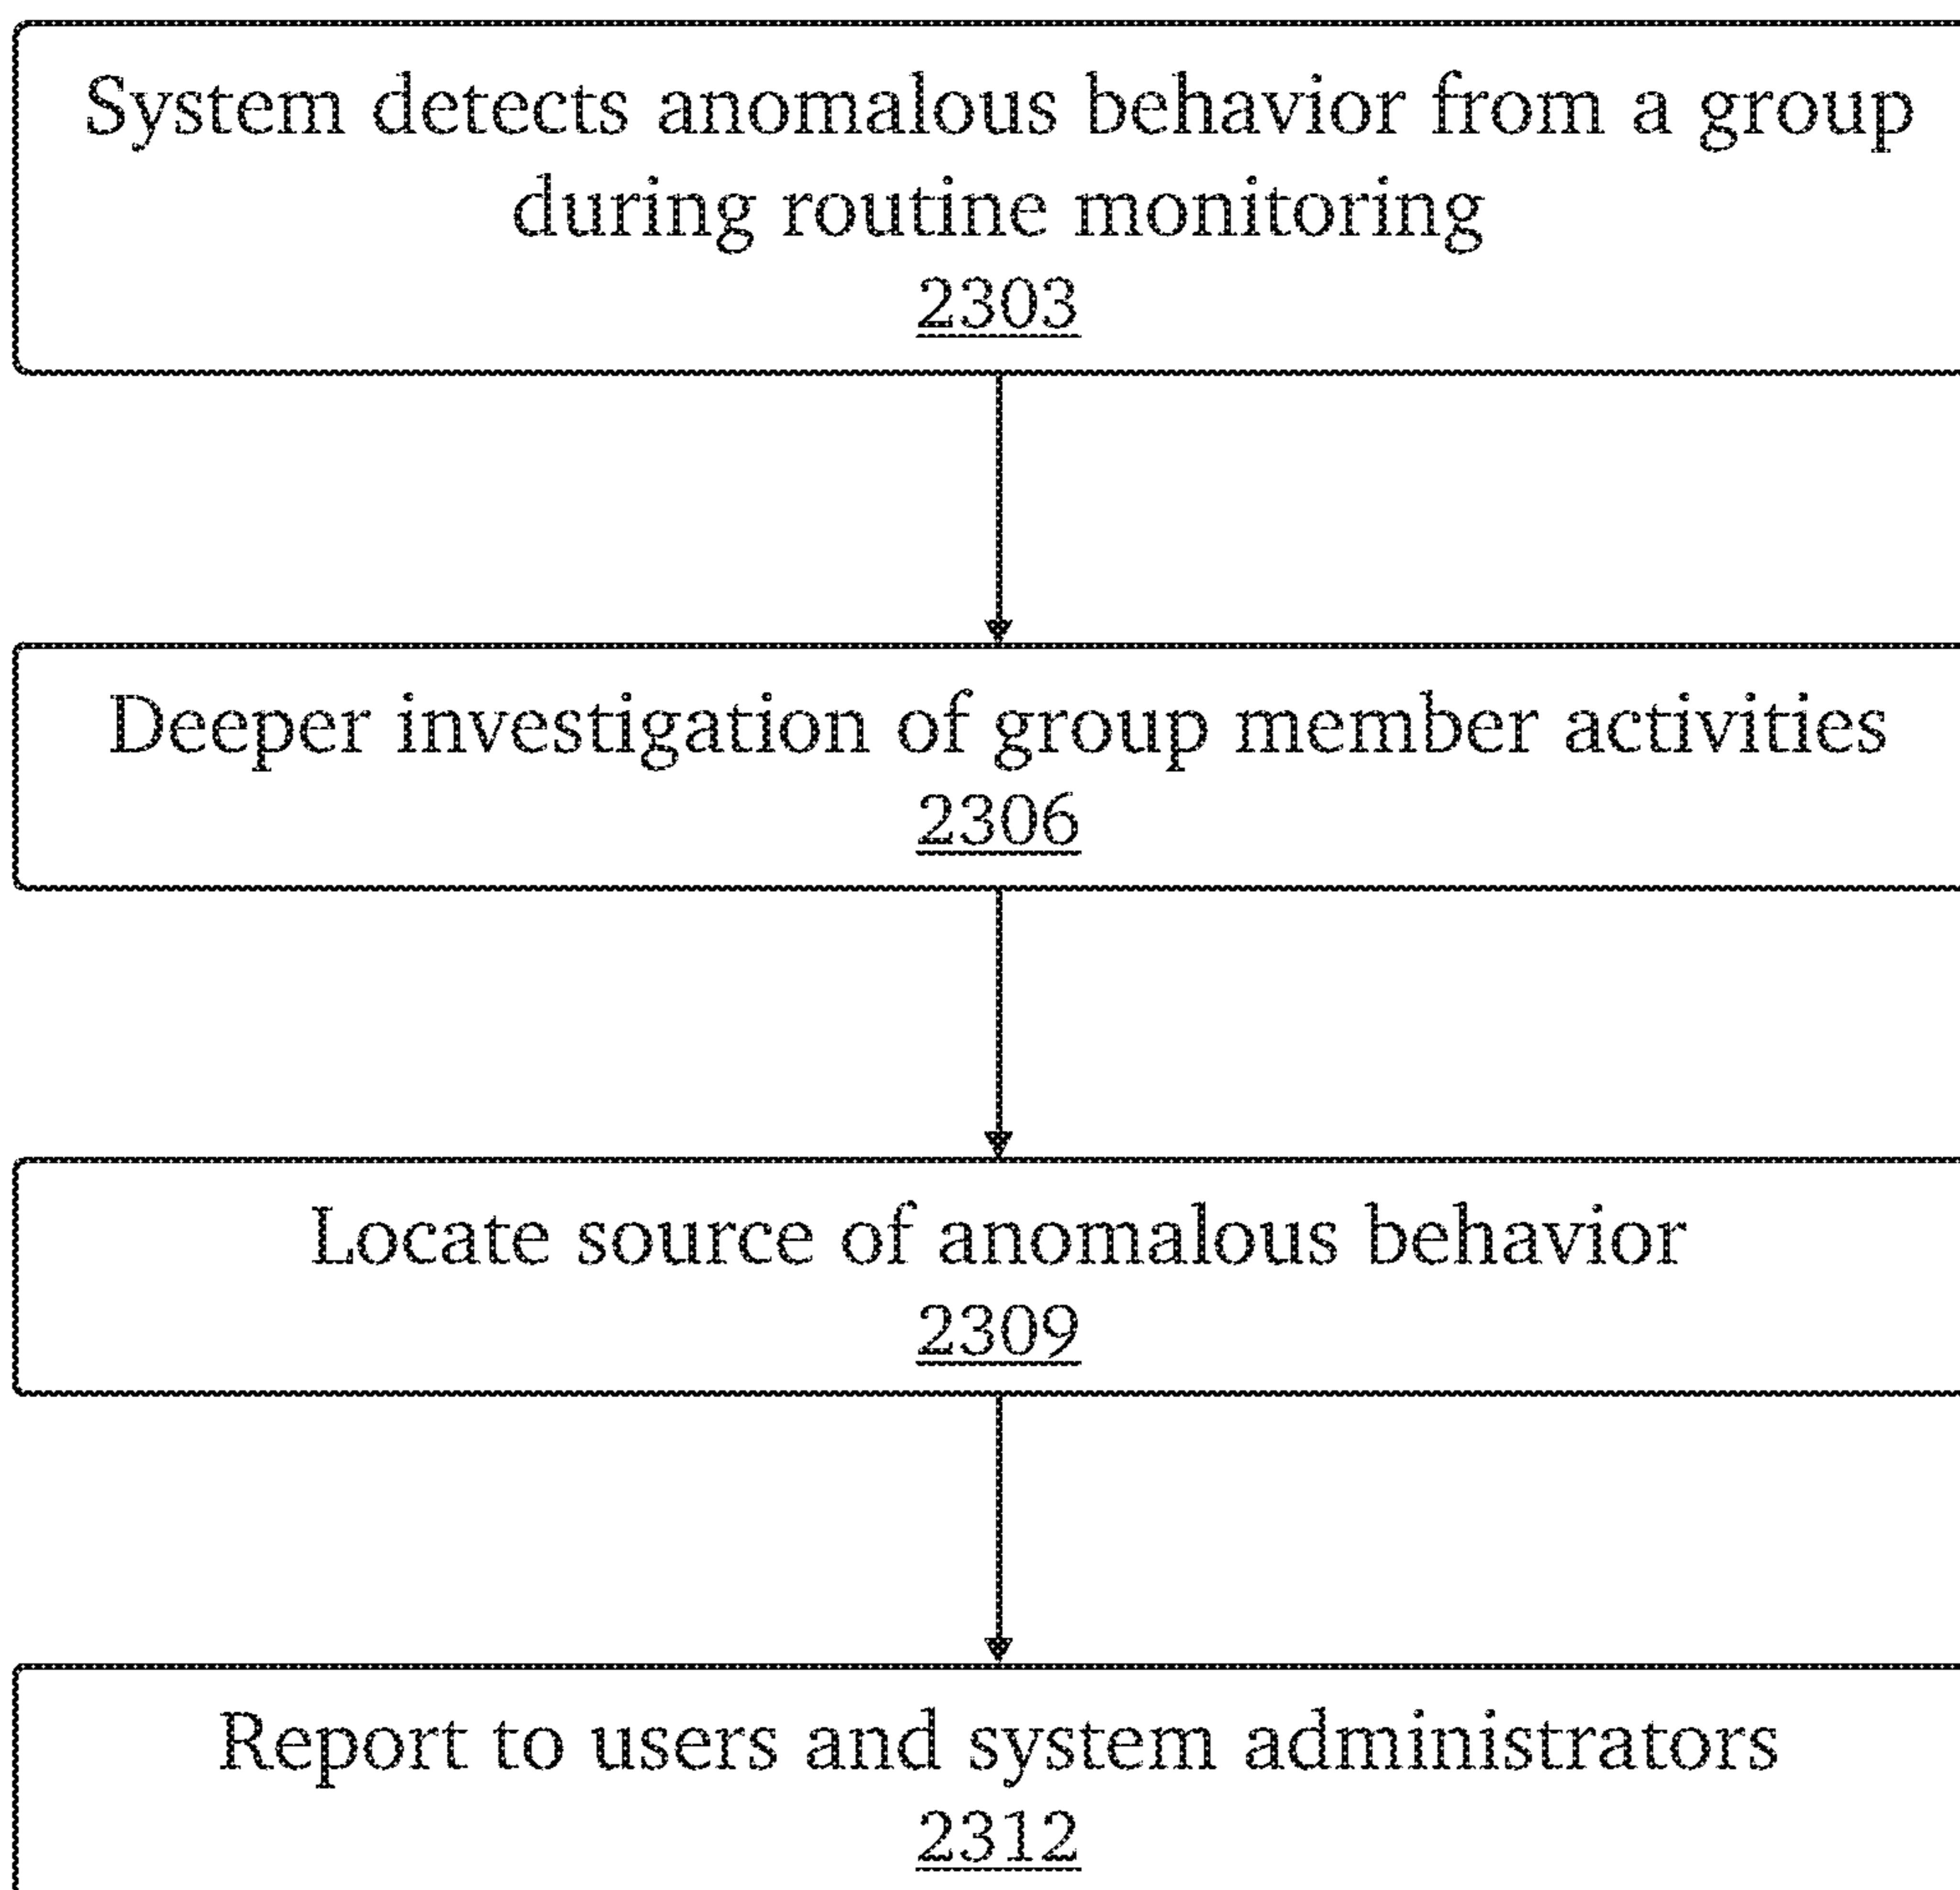 System detects anomalous behavior from a group
during routine monitoring
2303
Deeper investigation of group member activities
2306
Locate source of anomalous behavior
2309
Report to users and system administrators
2312